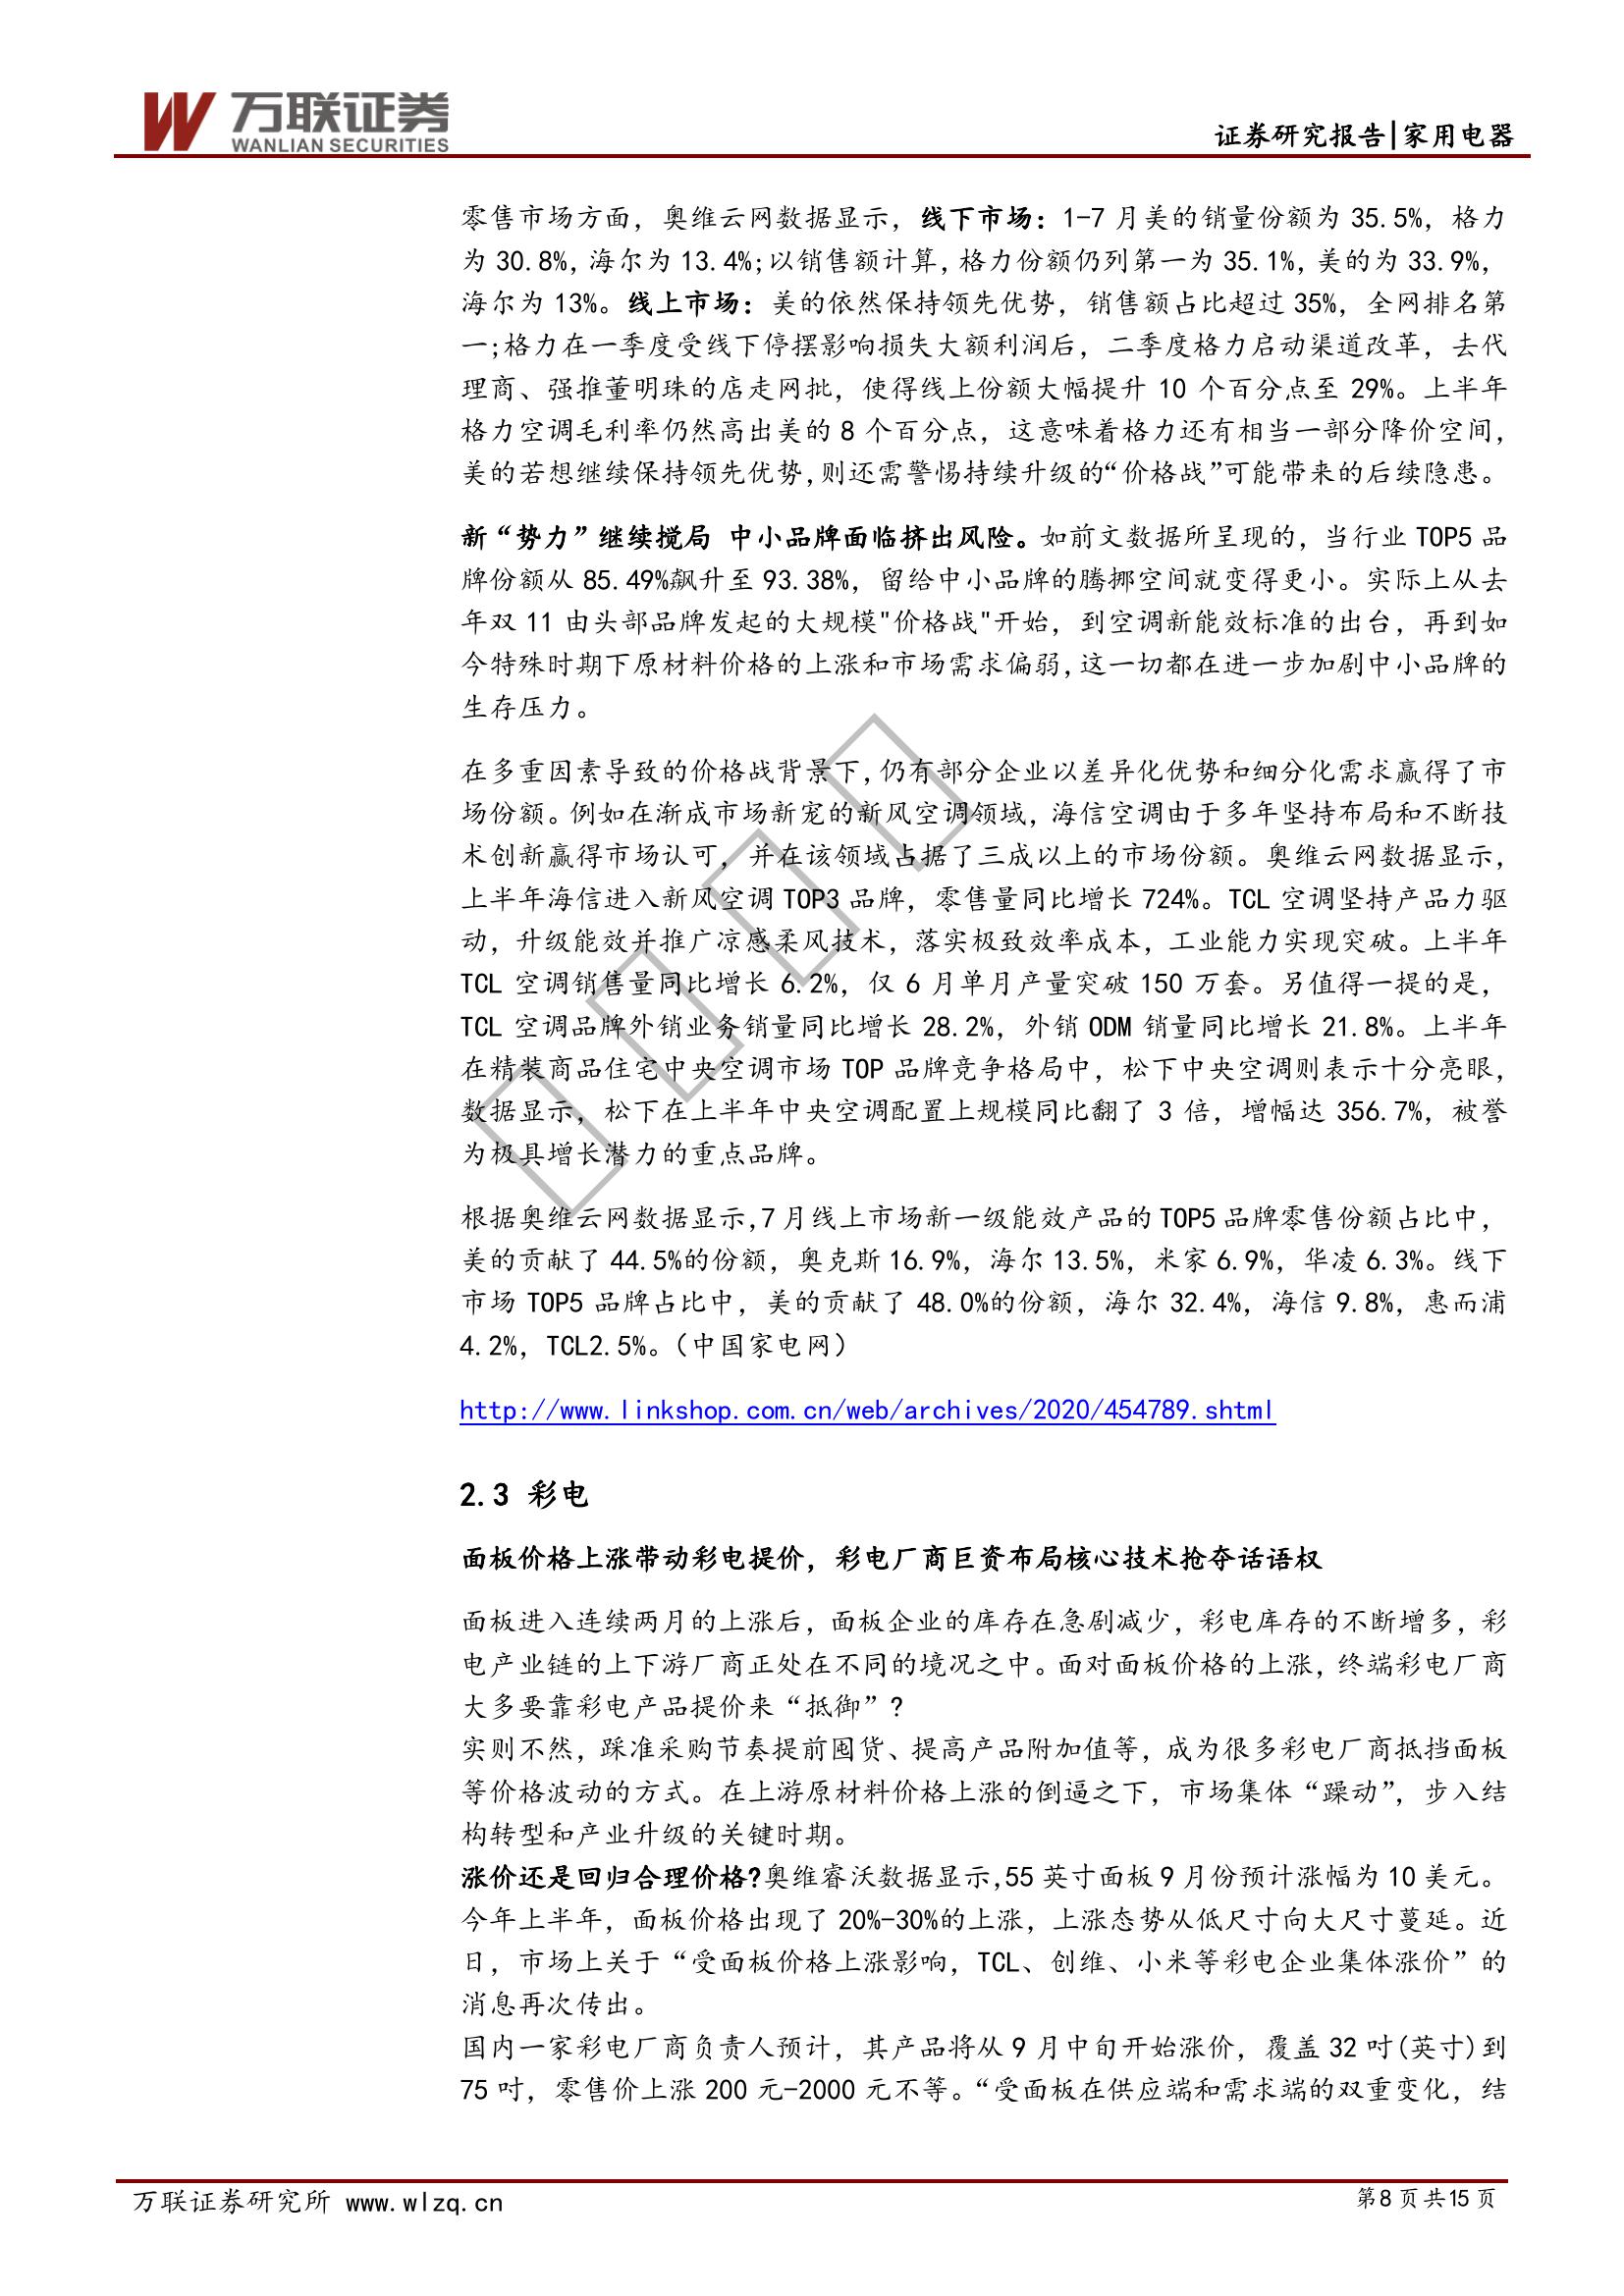 万联证券
WANLIAN SECURITIES
证券研究报告|家用电器
零售市场方面，奥维云网数据显示，线下市场：1-7 月美的销量份额为 35.5%，格力
为 30.8%,海尔为 13.4%;以销售额计算,格力份额仍列第一为 35.1%,美的为 33.9%,
海尔为 13%。线上市场：美的依然保持领先优势，销售额占比超过 35%，全网排名第
一;格力在一季度受线下停摆影响损失大额利润后，二季度格力启动渠道改革，去代
理商、强推董明珠的店走网批，使得线上份额大幅提升 10 个百分点至 29%。上半年
格力空调毛利率仍然高出美的 8 个百分点，这意味着格力还有相当一部分降价空间，
美的若想继续保持领先优势,则还需警惕持续升级的“价格战”可能带来的后续隐患。
新“势力”继续搅局 中小品牌面临挤出风险。如前文数据所呈现的，当行业 TOP5 品
牌份额从 85.49%飙升至 93.38%，留给中小品牌的腾挪空间就变得更小。实际上从去
年双 11 由头部品牌发起的大规模"价格战"开始，到空调新能效标准的出台，再到如
今特殊时期下原材料价格的上涨和市场需求偏弱,这一切都在进一步加剧中小品牌的
生存压力。
在多重因素导致的价格战背景下,仍有部分企业以差异化优势和细分化需求赢得了市
场份额。例如在渐成市场新宠的新风空调领域，海信空调由于多年坚持布局和不断技
术创新赢得市场认可，并在该领域占据了三成以上的市场份额。奥维云网数据显示，
上半年海信进入新风空调 TOP3 品牌，零售量同比增长 724%。TCL 空调坚持产品力驱
动，升级能效并推广凉感柔风技术，落实极致效率成本，工业能力实现突破。上半年
TCL 空调销售量同比增长 6.2%，仅 6 月单月产量突破 150 万套。另值得一提的是，
TCL 空调品牌外销业务销量同比增长 28.2%，外销 ODM 销量同比增长 21.8%。上半年
在精装商品住宅中央空调市场 TOP 品牌竞争格局中，松下中央空调则表示十分亮眼，
数据显示，松下在上半年中央空调配置上规模同比翻了 3 倍，增幅达 356.7%，被誉
为极具增长潜力的重点品牌。
根据奥维云网数据显示,7 月线上市场新一级能效产品的 TOP5 品牌零售份额占比中，
美的贡献了 44.5%的份额，奥克斯 16.9%，海尔 13.5%，米家 6.9%，华凌 6.3%。线下
市场 TOP5 品牌占比中，美的贡献了 48.0%的份额，海尔 32.4%，海信 9.8%，惠而浦
4.2%，TCL2.5%。（中国家电网）
http://www.linkshop.com.cn/web/archives/2020/454789.shtml
2.3 彩电
面板价格上涨带动彩电提价，彩电厂商巨资布局核心技术抢夺话语权
面板进入连续两月的上涨后，面板企业的库存在急剧减少，彩电库存的不断增多，彩
电产业链的上下游厂商正处在不同的境况之中。面对面板价格的上涨，终端彩电厂商
大多要靠彩电产品提价来“抵御”?
实则不然，踩准采购节奏提前囤货、提高产品附加值等，成为很多彩电厂商抵挡面板
等价格波动的方式。在上游原材料价格上涨的倒逼之下，市场集体“躁动”，步入结
构转型和产业升级的关键时期。
涨价还是回归合理价格?奥维睿沃数据显示,55 英寸面板 9 月份预计涨幅为 10 美元。
今年上半年，面板价格出现了 20%-30%的上涨，上涨态势从低尺寸向大尺寸蔓延。近
日，市场上关于“受面板价格上涨影响，TCL、创维、小米等彩电企业集体涨价”的
消息再次传出。
国内一家彩电厂商负责人预计，其产品将从 9 月中旬开始涨价，覆盖 32 吋(英寸)到
75 吋，零售价上涨 200 元-2000 元不等。“受面板在供应端和需求端的双重变化，结
万联证券研究所 www.wlzq.cn
第8 页 共15 页